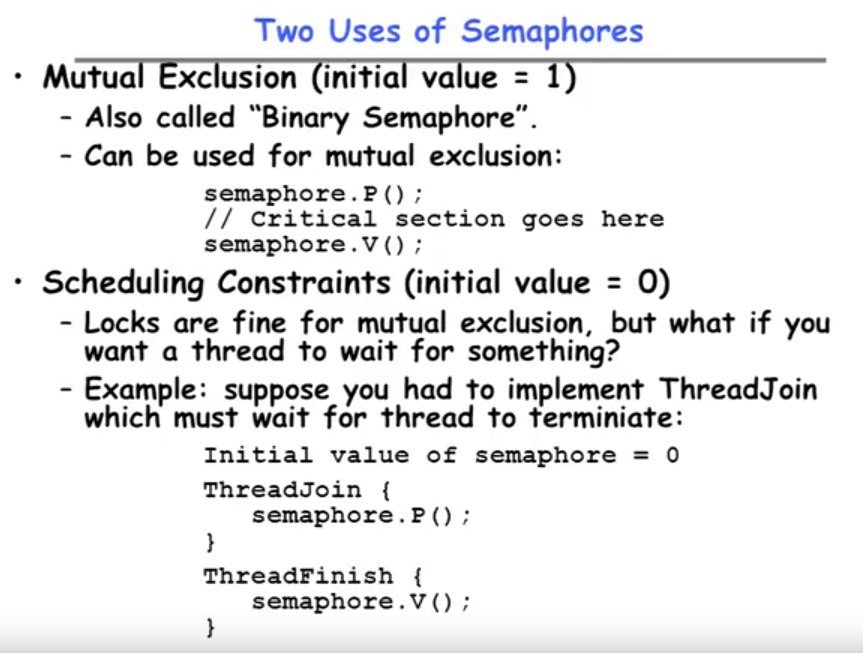 Two Uses of Semaphores
• Mutual Exclusion (initial value = 1)
– Also called “Binary Semaphore”.
– Can be used for mutual exclusion:
semaphore.P();
// Critical section goes here
semaphore.V();
• Scheduling Constraints (initial value = 0)
– Locks are fine for mutual exclusion, but what if you
want a thread to wait for something?
– Example: suppose you had to implement ThreadJoin
which must wait for thread to terminiate:
Initial value of semaphore = 0
ThreadJoin {
semaphore.P();
}
ThreadFinish {
semaphore.V();
}